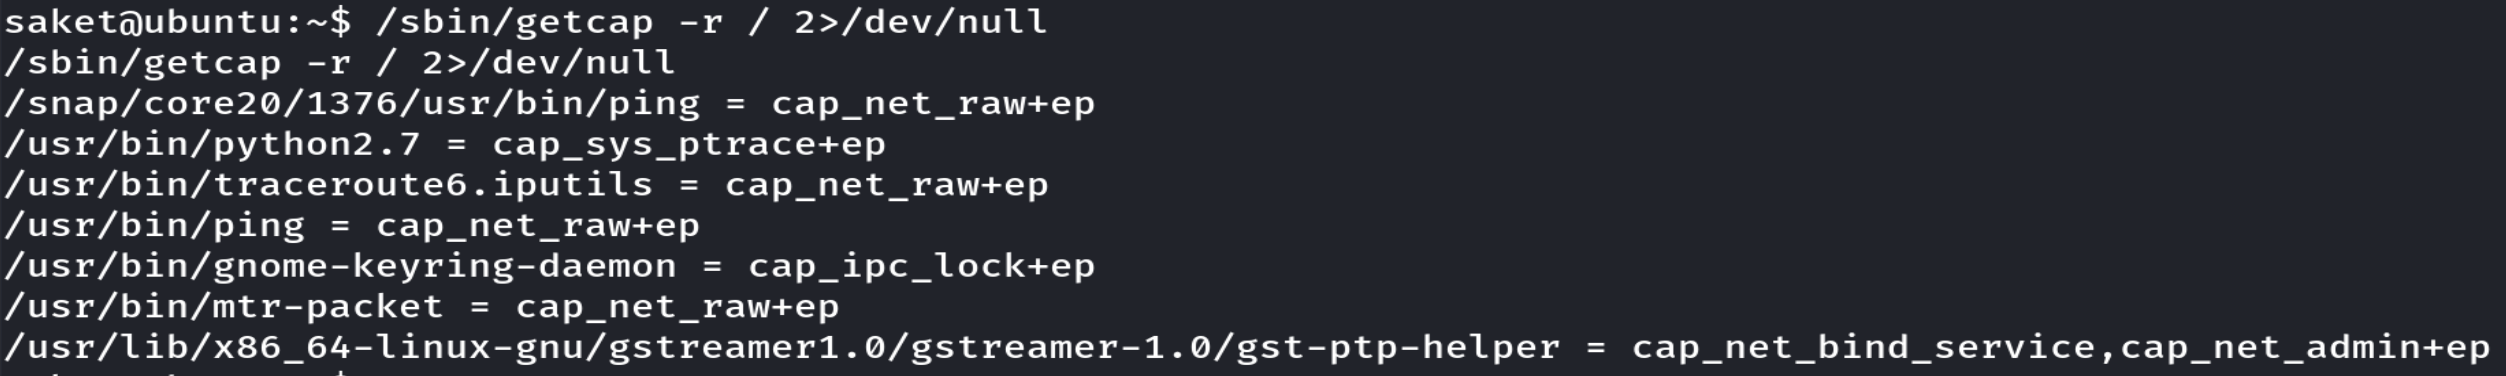 saket@ubuntu:~$ /sbin/getcap -r / 2>/dev/null
/sbin/getcap -r / 2>/dev/null
/snap/core20/1376/usr/bin/ping = cap_net_raw+ep
/usr/bin/python2.7 = cap_sys_ptrace+ep
/usr/bin/traceroute6.iputils = cap_net_raw+ep
/usr/bin/ping = cap_net_raw+ep
/usr/bin/gnome-keyring-daemon = cap_ipc_lock+ep
/usr/bin/mtr-packet = cap_net_raw+ep
/usr/lib/x86_64-linux-gnu/gstreamer1.0/gstreamer-1.0/gst-ptp-helper = cap_net_bind_service,cap_net_admin+ep